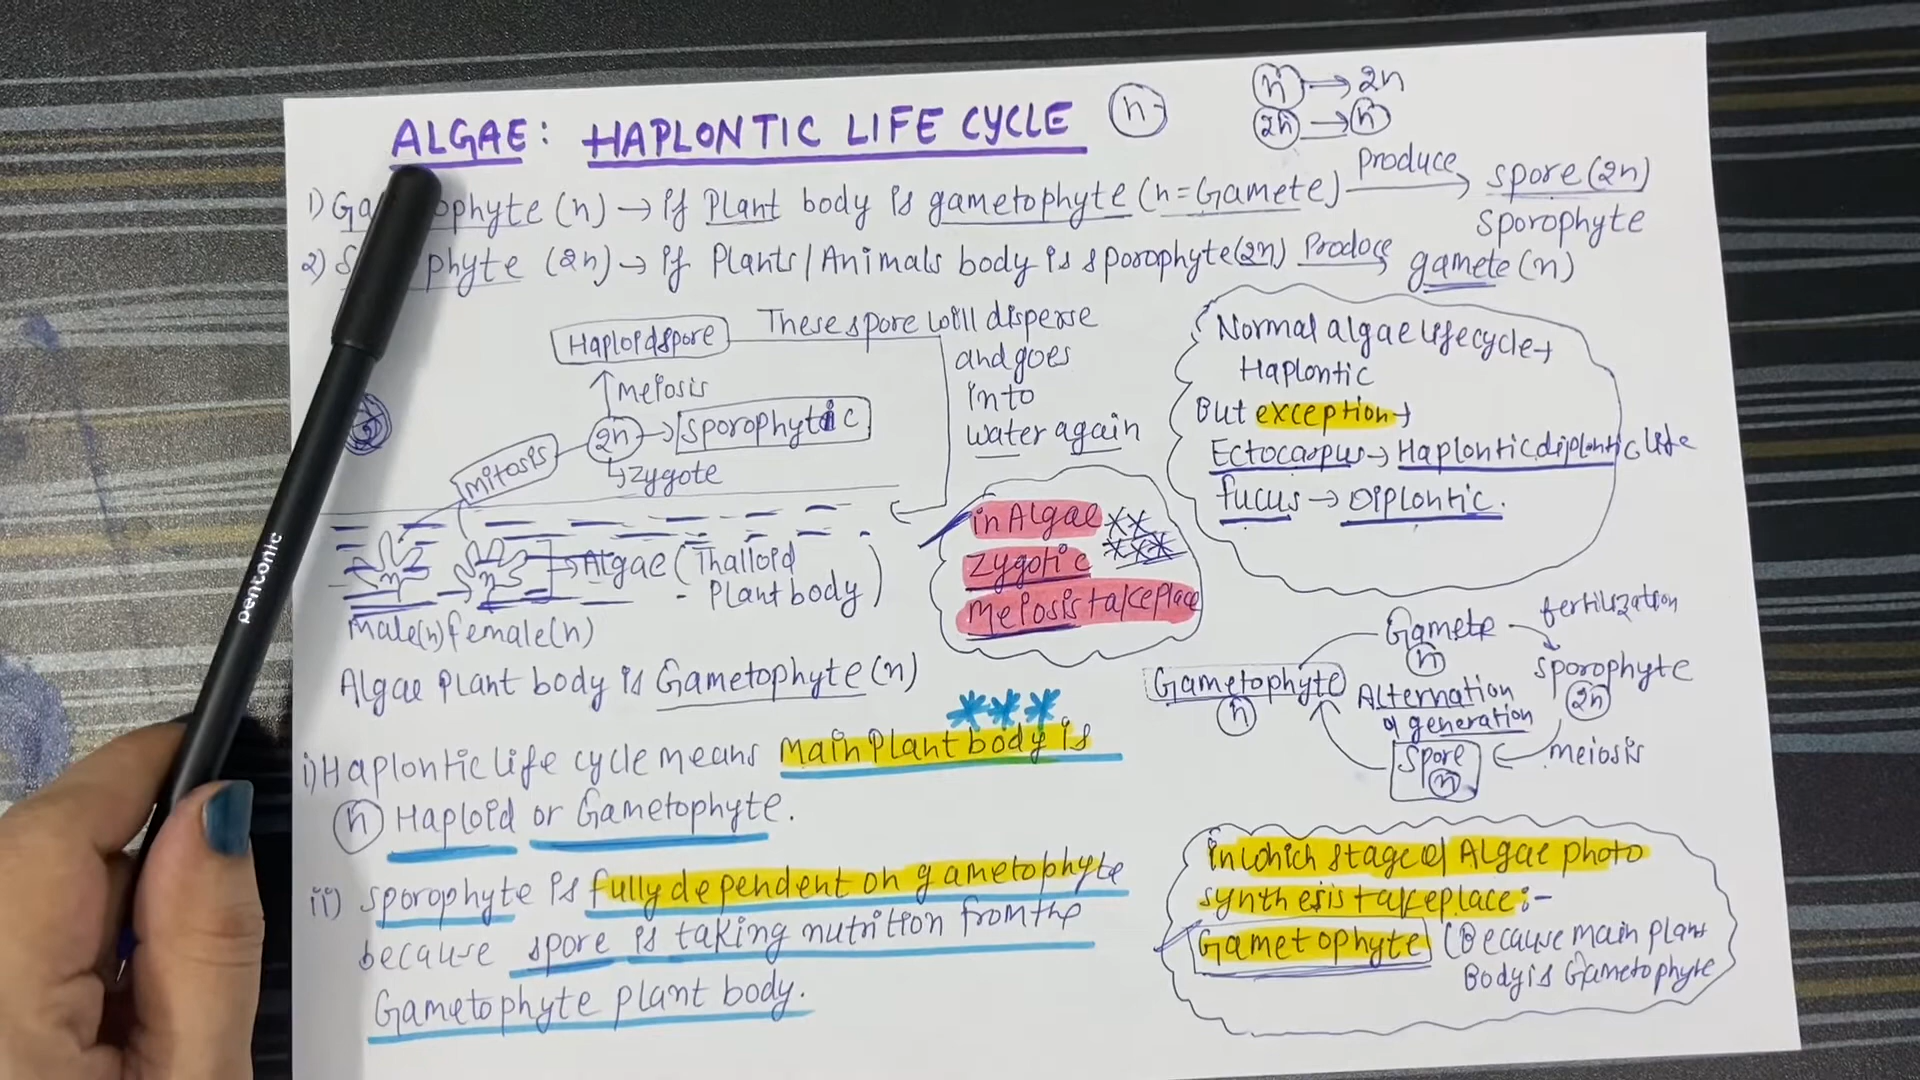 ALGAE: HAPLONTIC LIFE CYCLE (n)
n → 2n
2n → n
1) Ga ophyte (n) → if Plant body is gametophyte (n=Gamete) Produce → spore (2n)
Sporophyte
2) S phyte (2n) → if Plants/Animals body is sporophyte(2n) Produce gamete (n)
Haploid spore
These spore will disperse
and goes
into
water again
meiosis
2n → Sporophytic
↳ zygote
mitosis
n n → Algae (Thalloid
- Plant body)
Male(n) female(n)
Algae plant body is Gametophyte (n)
in Algae
zygotic
meiosis take place
Normal algae lifecycle →
Haplontic
But exception →
Ectocarpus → Haplontic diplontic life
fucus → Diplontic.
i) Haplontic life cycle means main Plant body is
(n) Haploid or Gametophyte.
ii) sporophyte is fully dependent on gametophyte
because spore is taking nutrition from the
Gametophyte plant body.
Gamete
n
fertilization
sporophyte
2n
Gametophyte
n
Alternation
of generation
Spore
n
meiosis
in which stage of Algae photo
synthesis take place :-
Gametophyte (Because main plant
Body is Gametophyte
pentonic